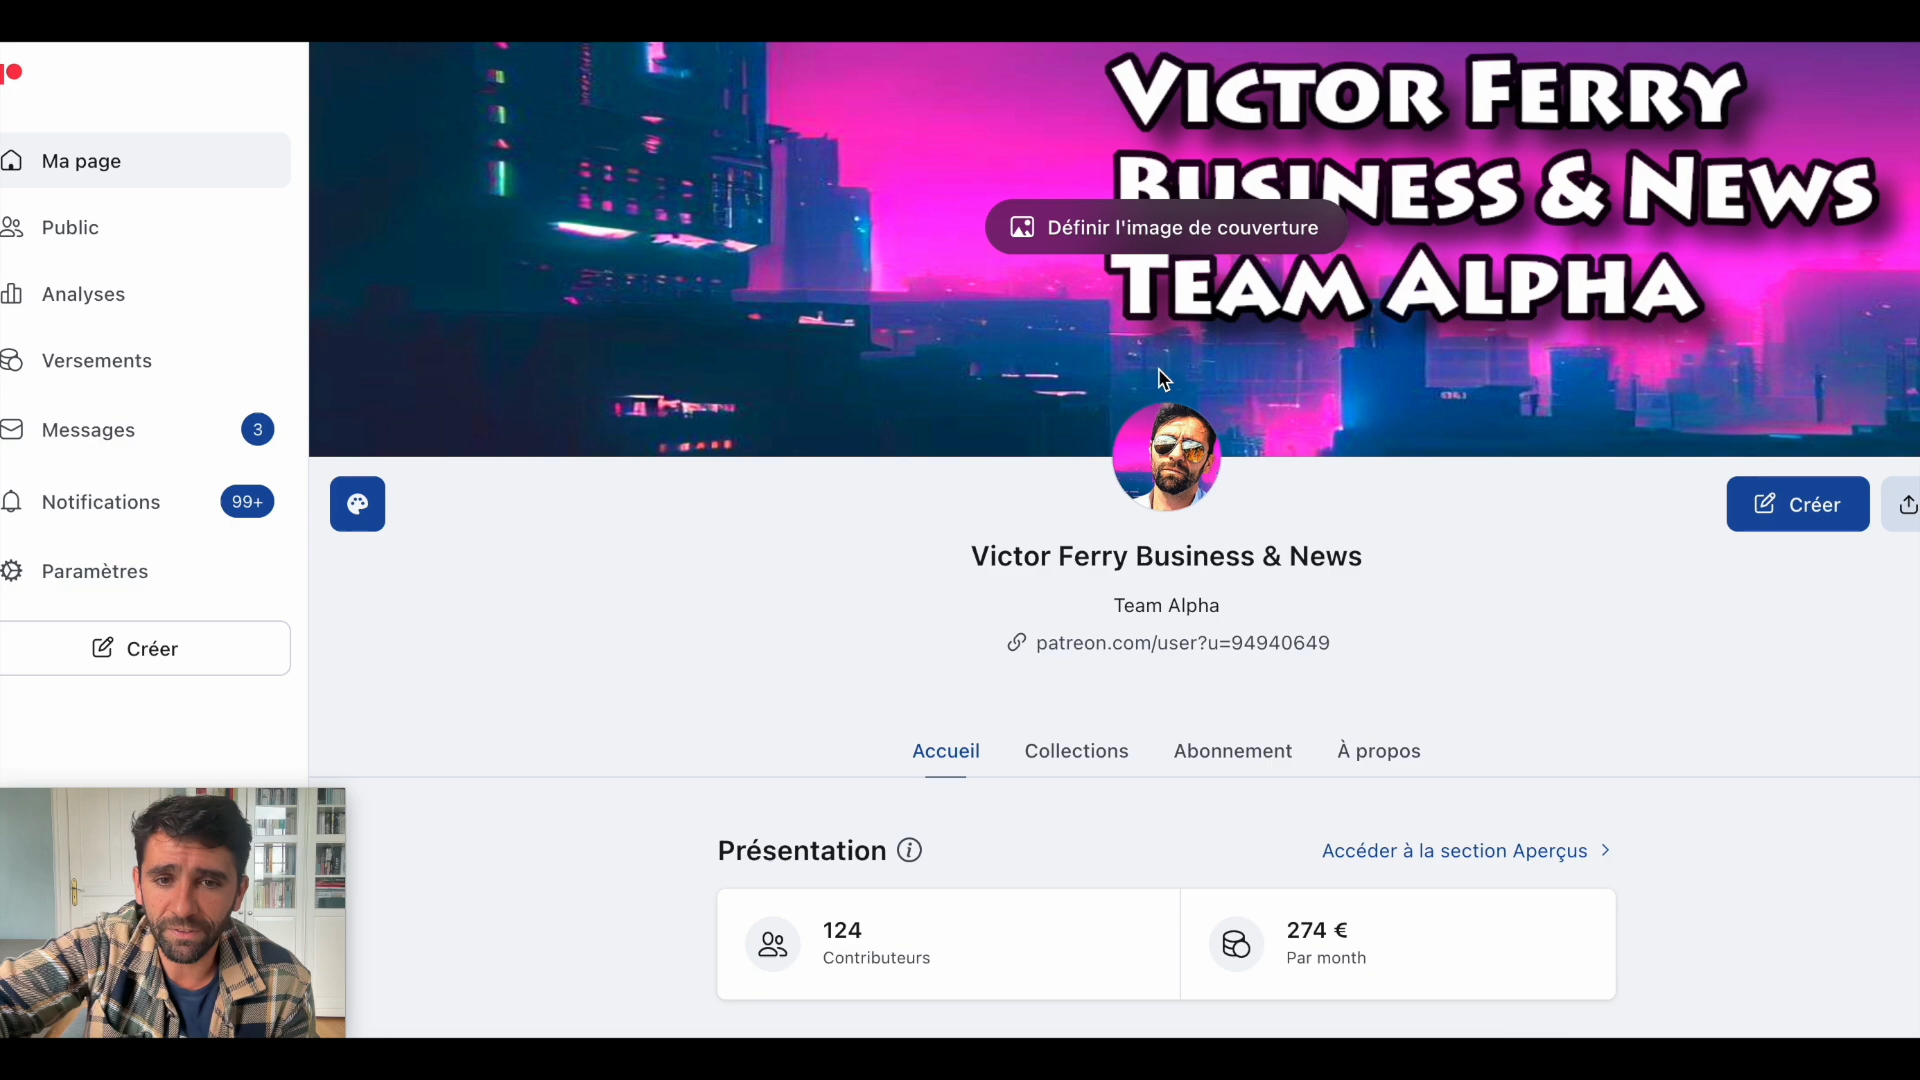 VICTOR FERRY
BUSINESS & NEWS
TEAM ALPHA
Définir l'image de couverture
Ma page
Public
Analyses
Versements
Messages 3
Notifications 99+
Paramètres
Créer
Créer
Victor Ferry Business & News
Team Alpha
patreon.com/user?u=94940649
Accueil Collections Abonnement À propos
Présentation
Accéder à la section Aperçus
124
Contributeurs
274 €
Par month